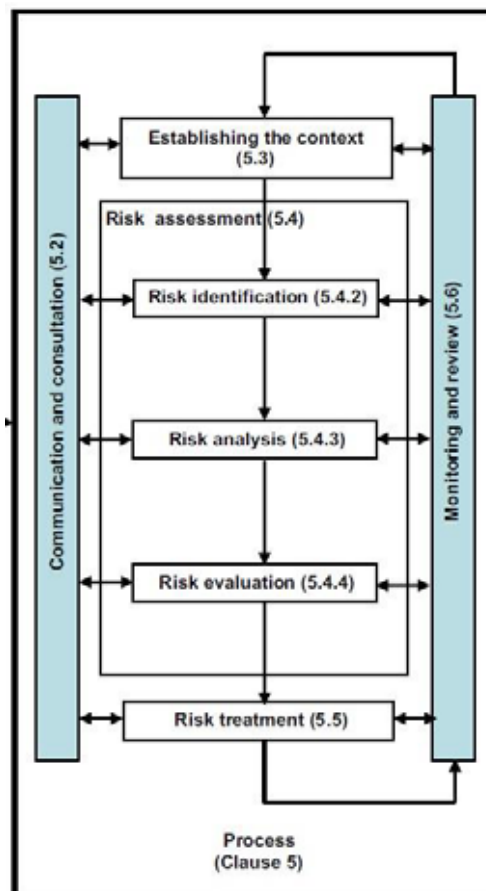 Establishing the context
(5.3)
Risk assessment (5.4)
Risk identification (5.4.2)
Risk analysis (5.4.3)
Risk evaluation (5.4.4)
Risk treatment (5.5)
Communication and consultation (5.2)
Monitoring and review (5.6)
Process
(Clause 5)